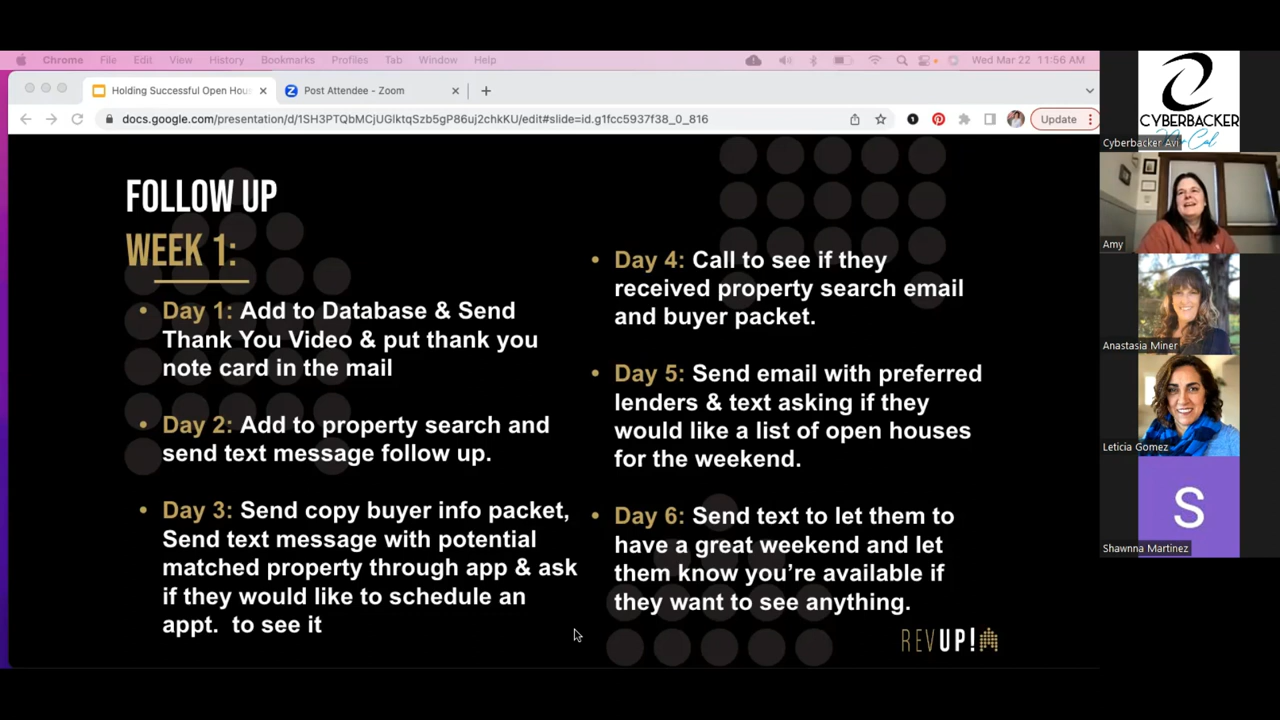 Chrome File Edit View History Bookmarks Profiles Tab Window Help Wed Mar 22 11:56 AM
Holding Successful Open Hou
Post Attendee - Zoom
docs.google.com/presentation/d/1SH3PTQbMCjUGlktqSzb5gP86uj2chkKU/edit#slide=id.g1fcc5937f38_0_816
Update
FOLLOW UP
WEEK 1:
• Day 1: Add to Database & Send
Thank You Video & put thank you
note card in the mail
• Day 2: Add to property search and
send text message follow up.
• Day 3: Send copy buyer info packet,
Send text message with potential
matched property through app & ask
if they would like to schedule an
appt. to see it
• Day 4: Call to see if they
received property search email
and buyer packet.
• Day 5: Send email with preferred
lenders & text asking if they
would like a list of open houses
for the weekend.
• Day 6: Send text to let them to
have a great weekend and let
them know you’re available if
they want to see anything.
REVUP!
CYBERBACKER
NorCal
Cyberbacker Avi
Amy
Anastasia Miner
Leticia Gomez
S
Shawnna Martinez